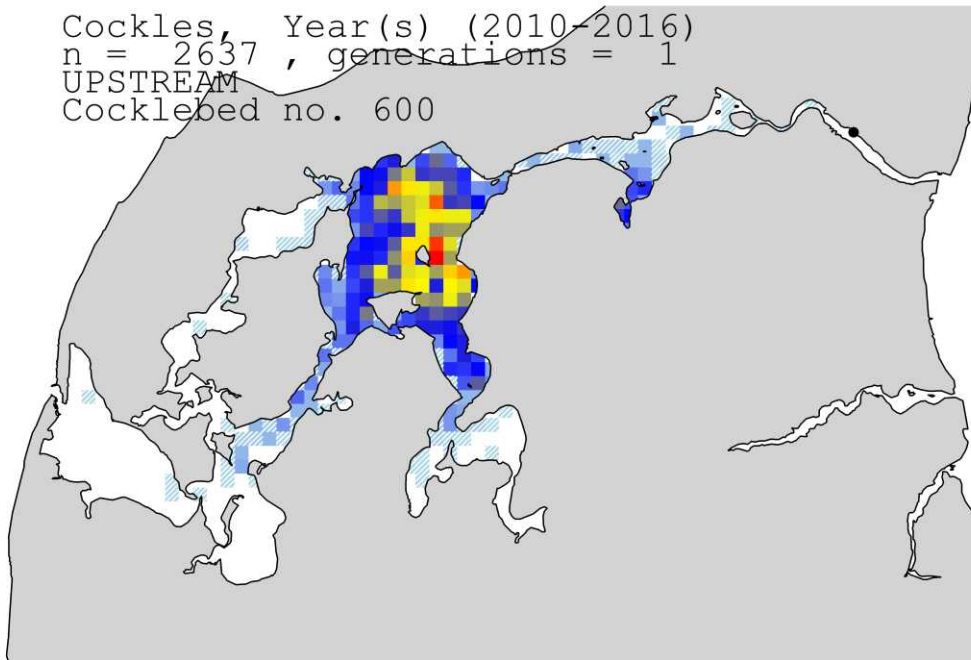 Cockles, Year(s) (2010-2016)
n = 2637 , generations = 1
UPSTREAM
Cocklebed no. 600